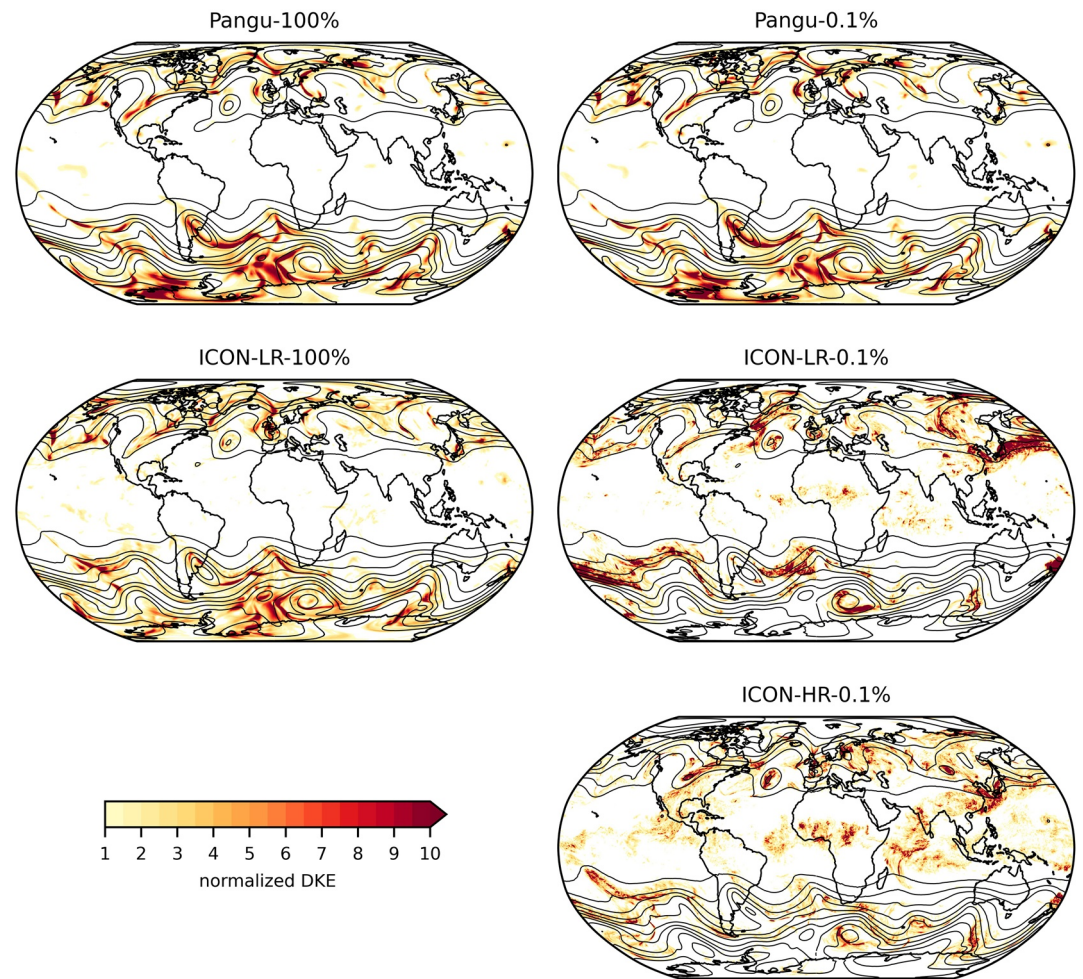 Pangu-100%
Pangu-0.1%
ICON-LR-100%
ICON-LR-0.1%
ICON-HR-0.1%
1 2 3 4 5 6 7 8 9 10
normalized DKE